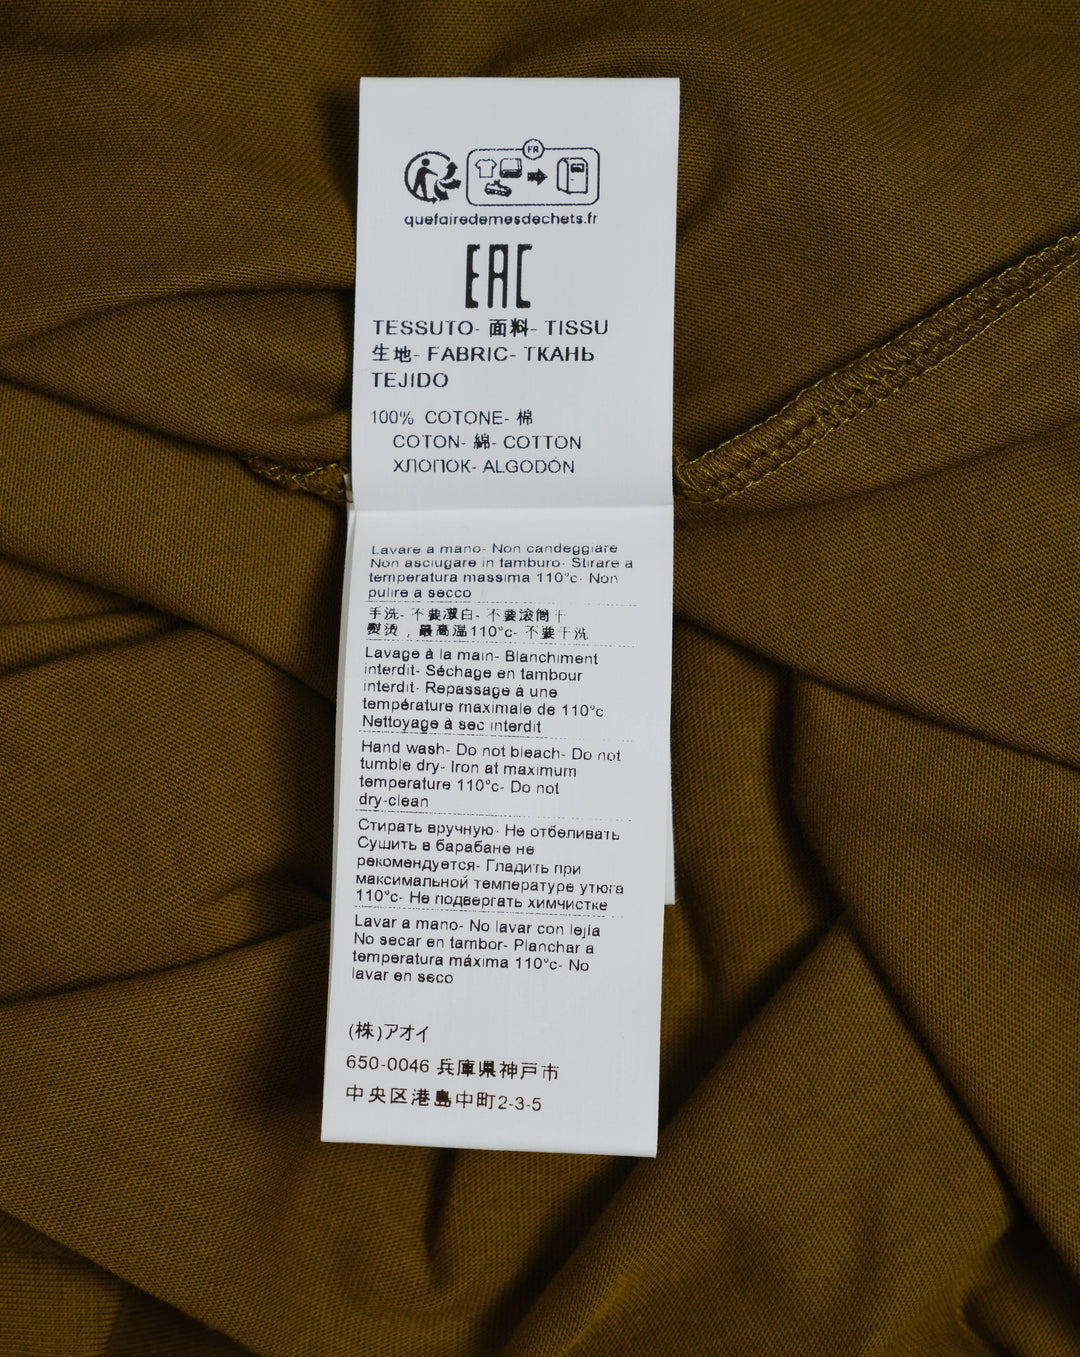 FR
quefairedemesdechets.fr
EAC
TESSUTO- 面料- TISSU
生地- FABRIC- ТКАНЬ
TEJIDO
100% COTONE- 棉
COTON- 綿- COTTON
ХЛОПОК- ALGODÓN
Lavare a mano- Non candeggiare
Non asciugare in tamburo- Stirare a
temperatura massima 110°c- Non
pulire a secco
手洗- 不要漂白- 不要滚筒干
熨烫，最高温110°c- 不要干洗
Lavage à la main- Blanchiment
interdit- Séchage en tambour
interdit- Repassage à une
température maximale de 110°c
Nettoyage à sec interdit
Hand wash- Do not bleach- Do not
tumble dry- Iron at maximum
temperature 110°c- Do not
dry-clean
Стирать вручную- Не отбеливать
Сушить в барабане не
рекомендуется- Гладить при
максимальной температуре утюга
110°c- Не подвергать химчистке
Lavar a mano- No lavar con lejía
No secar en tambor- Planchar a
temperatura máxima 110°c- No
lavar en seco
(株)アオイ
650-0046 兵庫県神戸市
中央区港島中町2-3-5